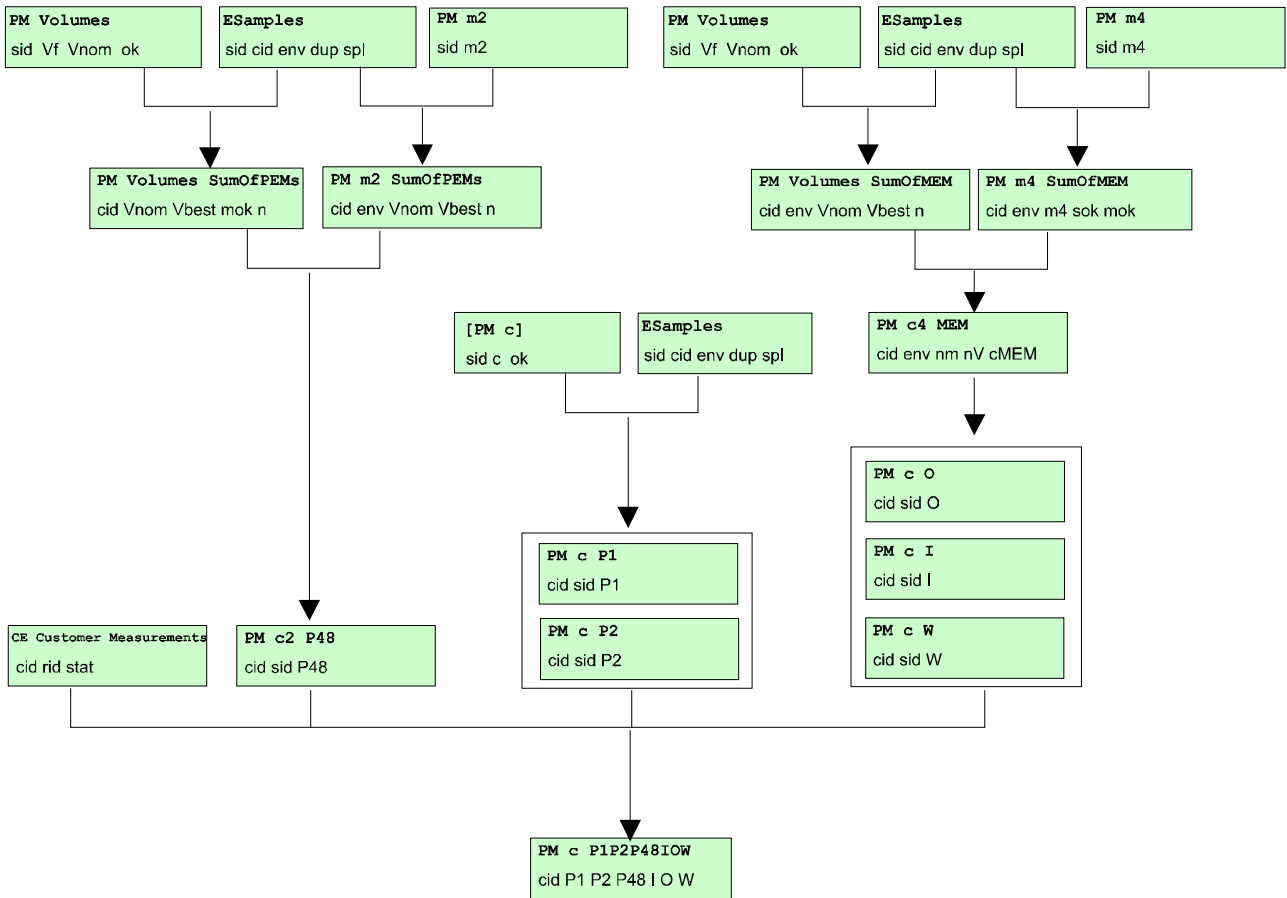 PM Volumes
sid Vf Vnom ok
ESamples
sid cid env dup spl
PM m2
sid m2
PM Volumes
sid Vf Vnom ok
ESamples
sid cid env dup spl
PM m4
sid m4
PM Volumes SumOfPEMs
cid Vnom Vbest mok n
PM m2 SumOfPEMs
cid env Vnom Vbest n
PM Volumes SumOfMEM
cid env Vnom Vbest n
PM m4 SumOfMEM
cid env m4 sok mok
[PM c]
sid c ok
ESamples
sid cid env dup spl
PM c4 MEM
cid env nm nV cMEM
PM c O
cid sid O
PM c I
cid sid I
PM c W
cid sid W
PM c P1
cid sid P1
PM c P2
cid sid P2
CE Customer Measurements
cid rid stat
PM c2 P48
cid sid P48
PM c P1P2P48IOW
cid P1 P2 P48 I O W